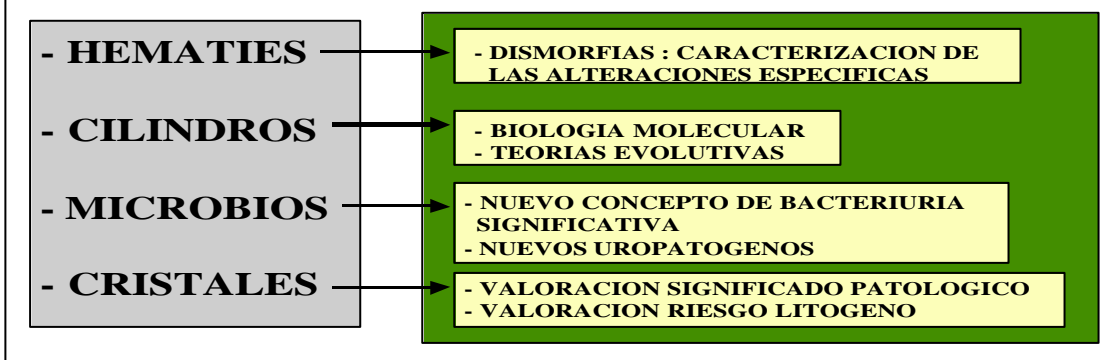 - HEMATIES
- DISMORFIAS : CARACTERIZACION DE
LAS ALTERACIONES ESPECIFICAS
- CILINDROS
- BIOLOGIA MOLECULAR
- TEORIAS EVOLUTIVAS
- MICROBIOS
- NUEVO CONCEPTO DE BACTERIURIA
SIGNIFICATIVA
- NUEVOS UROPATOGENOS
- CRISTALES
- VALORACION SIGNIFICADO PATOLOGICO
- VALORACION RIESGO LITOGENO